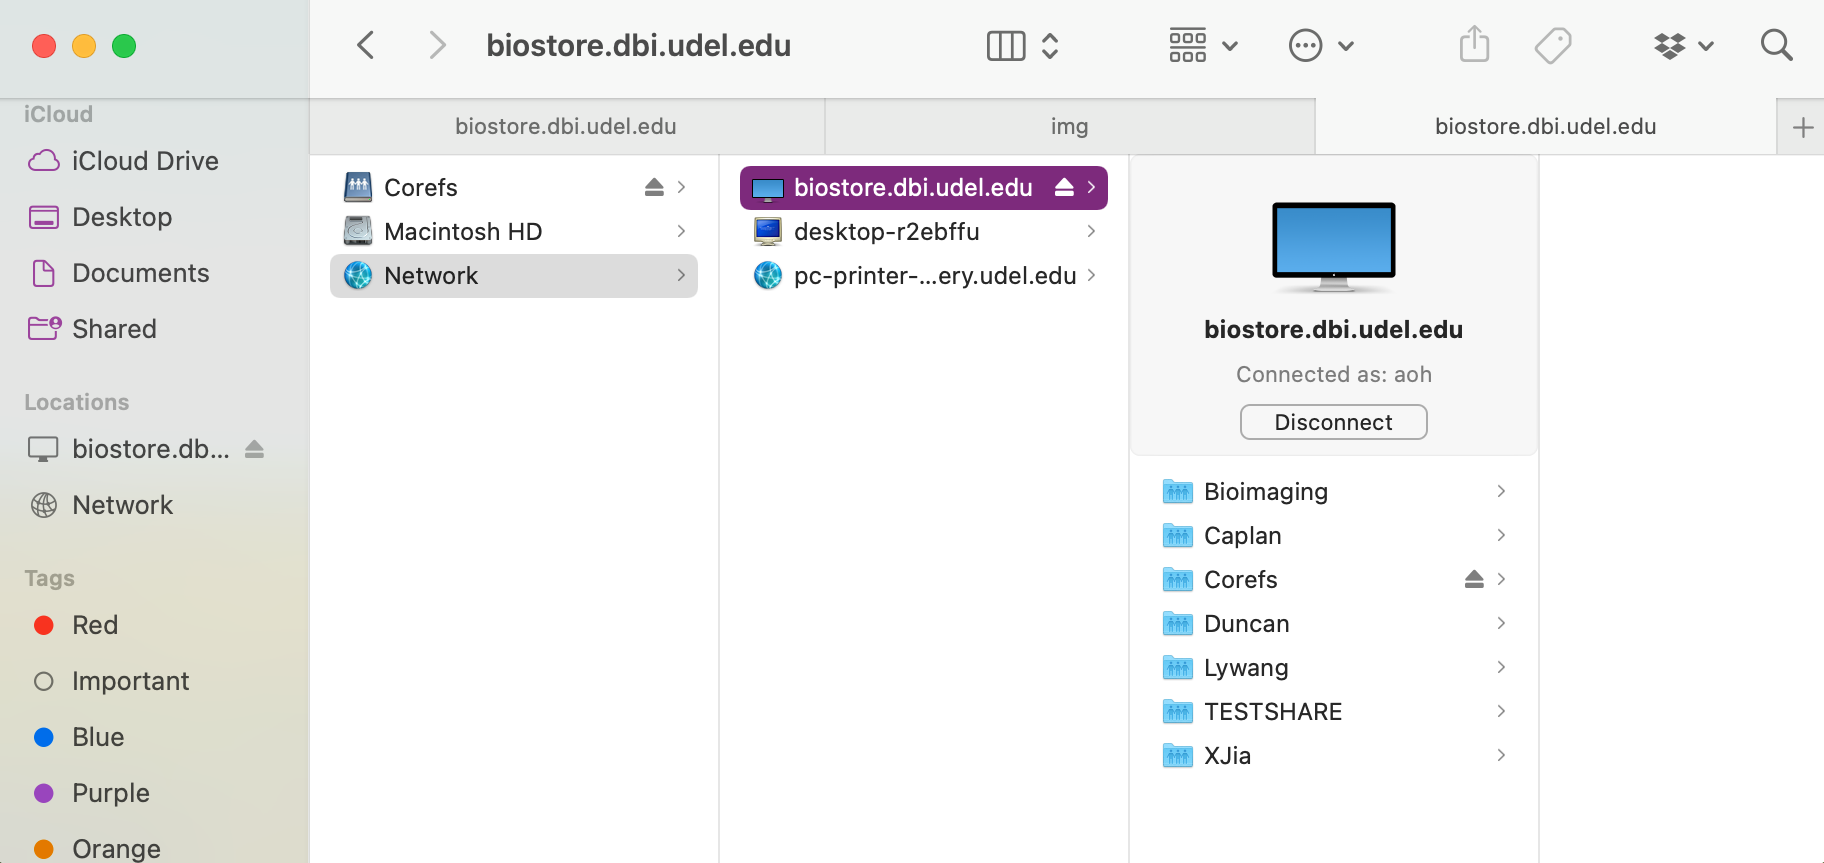 biostore.dbi.udel.edu
biostore.dbi.udel.edu
img
biostore.dbi.udel.edu
iCloud
iCloud Drive
Desktop
Documents
Shared
Locations
biostore.db...
Network
Tags
Red
Important
Blue
Purple
Orange
Corefs
Macintosh HD
Network
biostore.dbi.udel.edu
desktop-r2ebffu
pc-printer-...ery.udel.edu
biostore.dbi.udel.edu
Connected as: aoh
Disconnect
Bioimaging
Caplan
Corefs
Duncan
Lywang
TESTSHARE
XJia